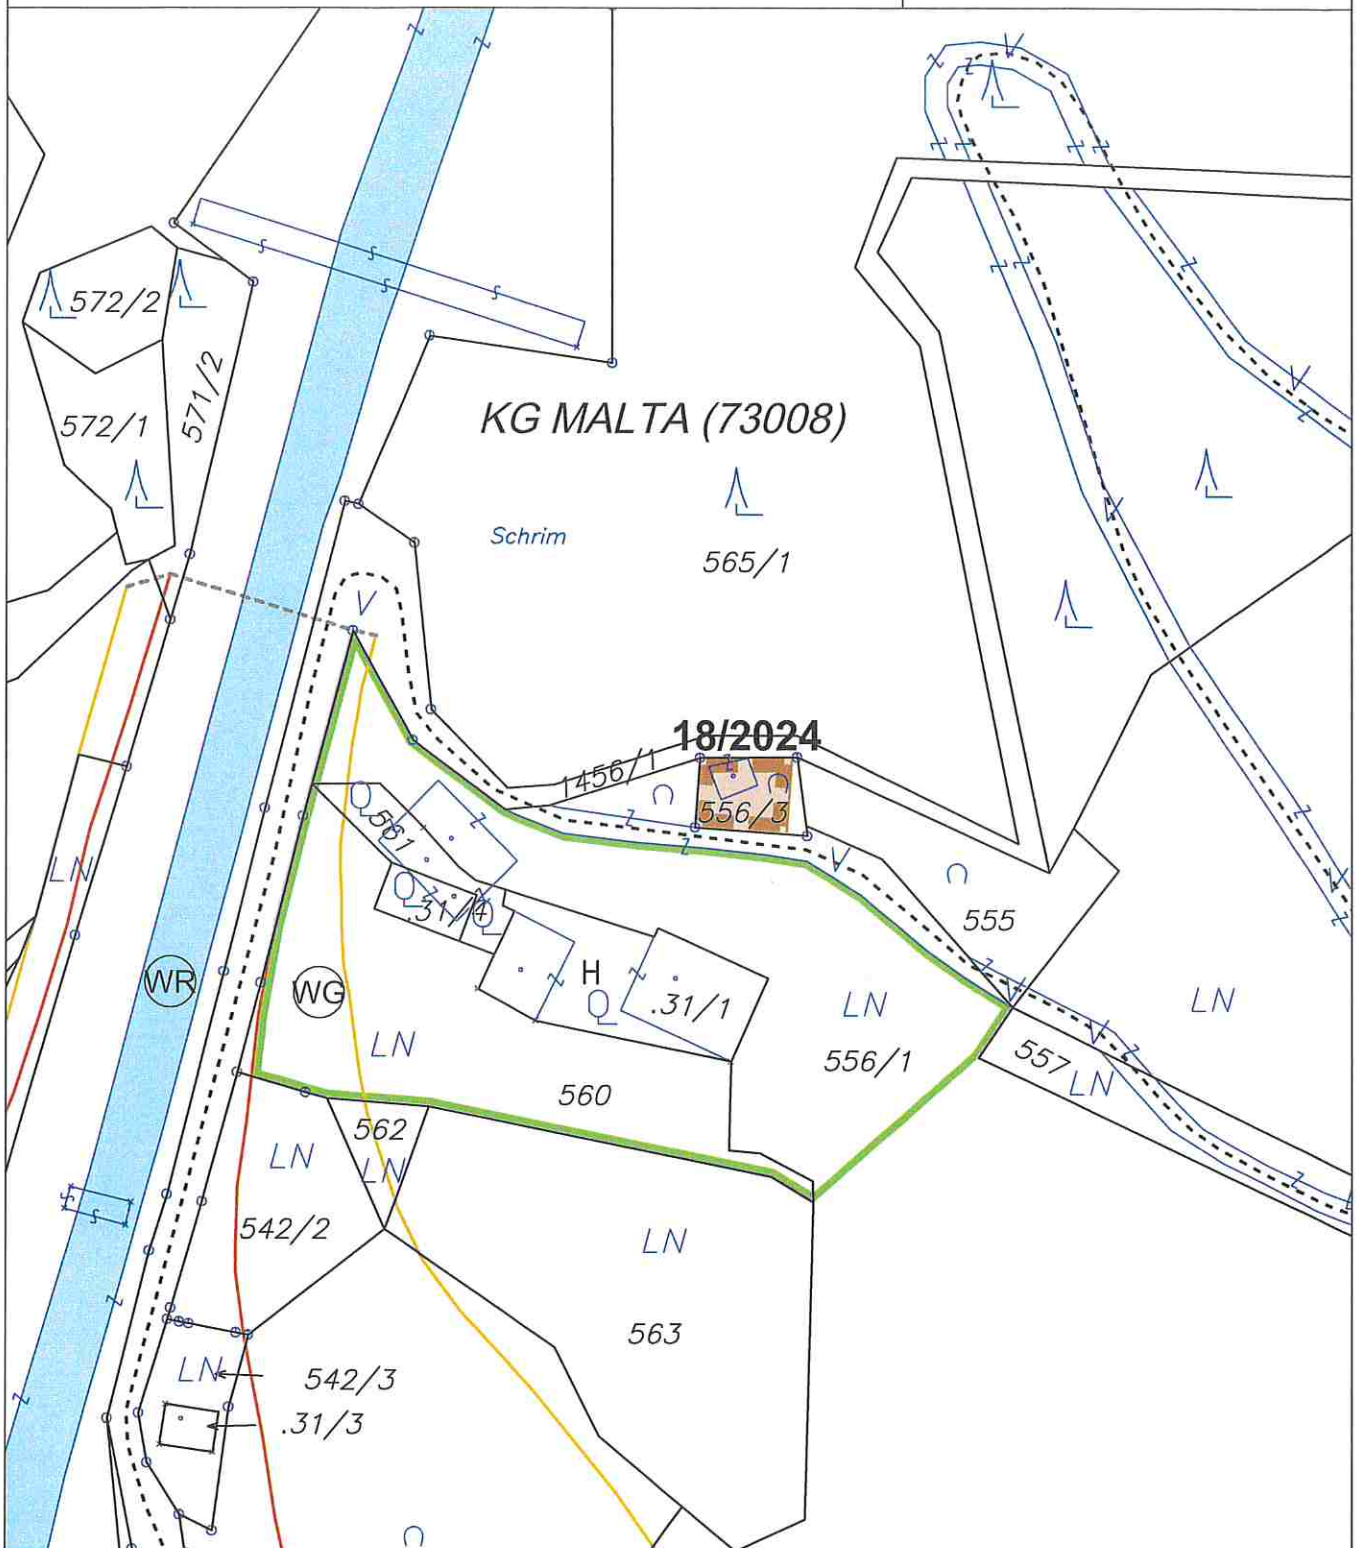 V
572/2
571/2
572/1
KG MALTA (73008)
V
Schrim
565/1
V
V
18/2024
1456/1
556/3
561
V
LN
V
.31/4
555
WR
WG
H
.31/1
LN
V
LN
LN
556/1
V
557
LN
560
562
LN
LN
542/2
LN
563
LN
542/3
.31/3